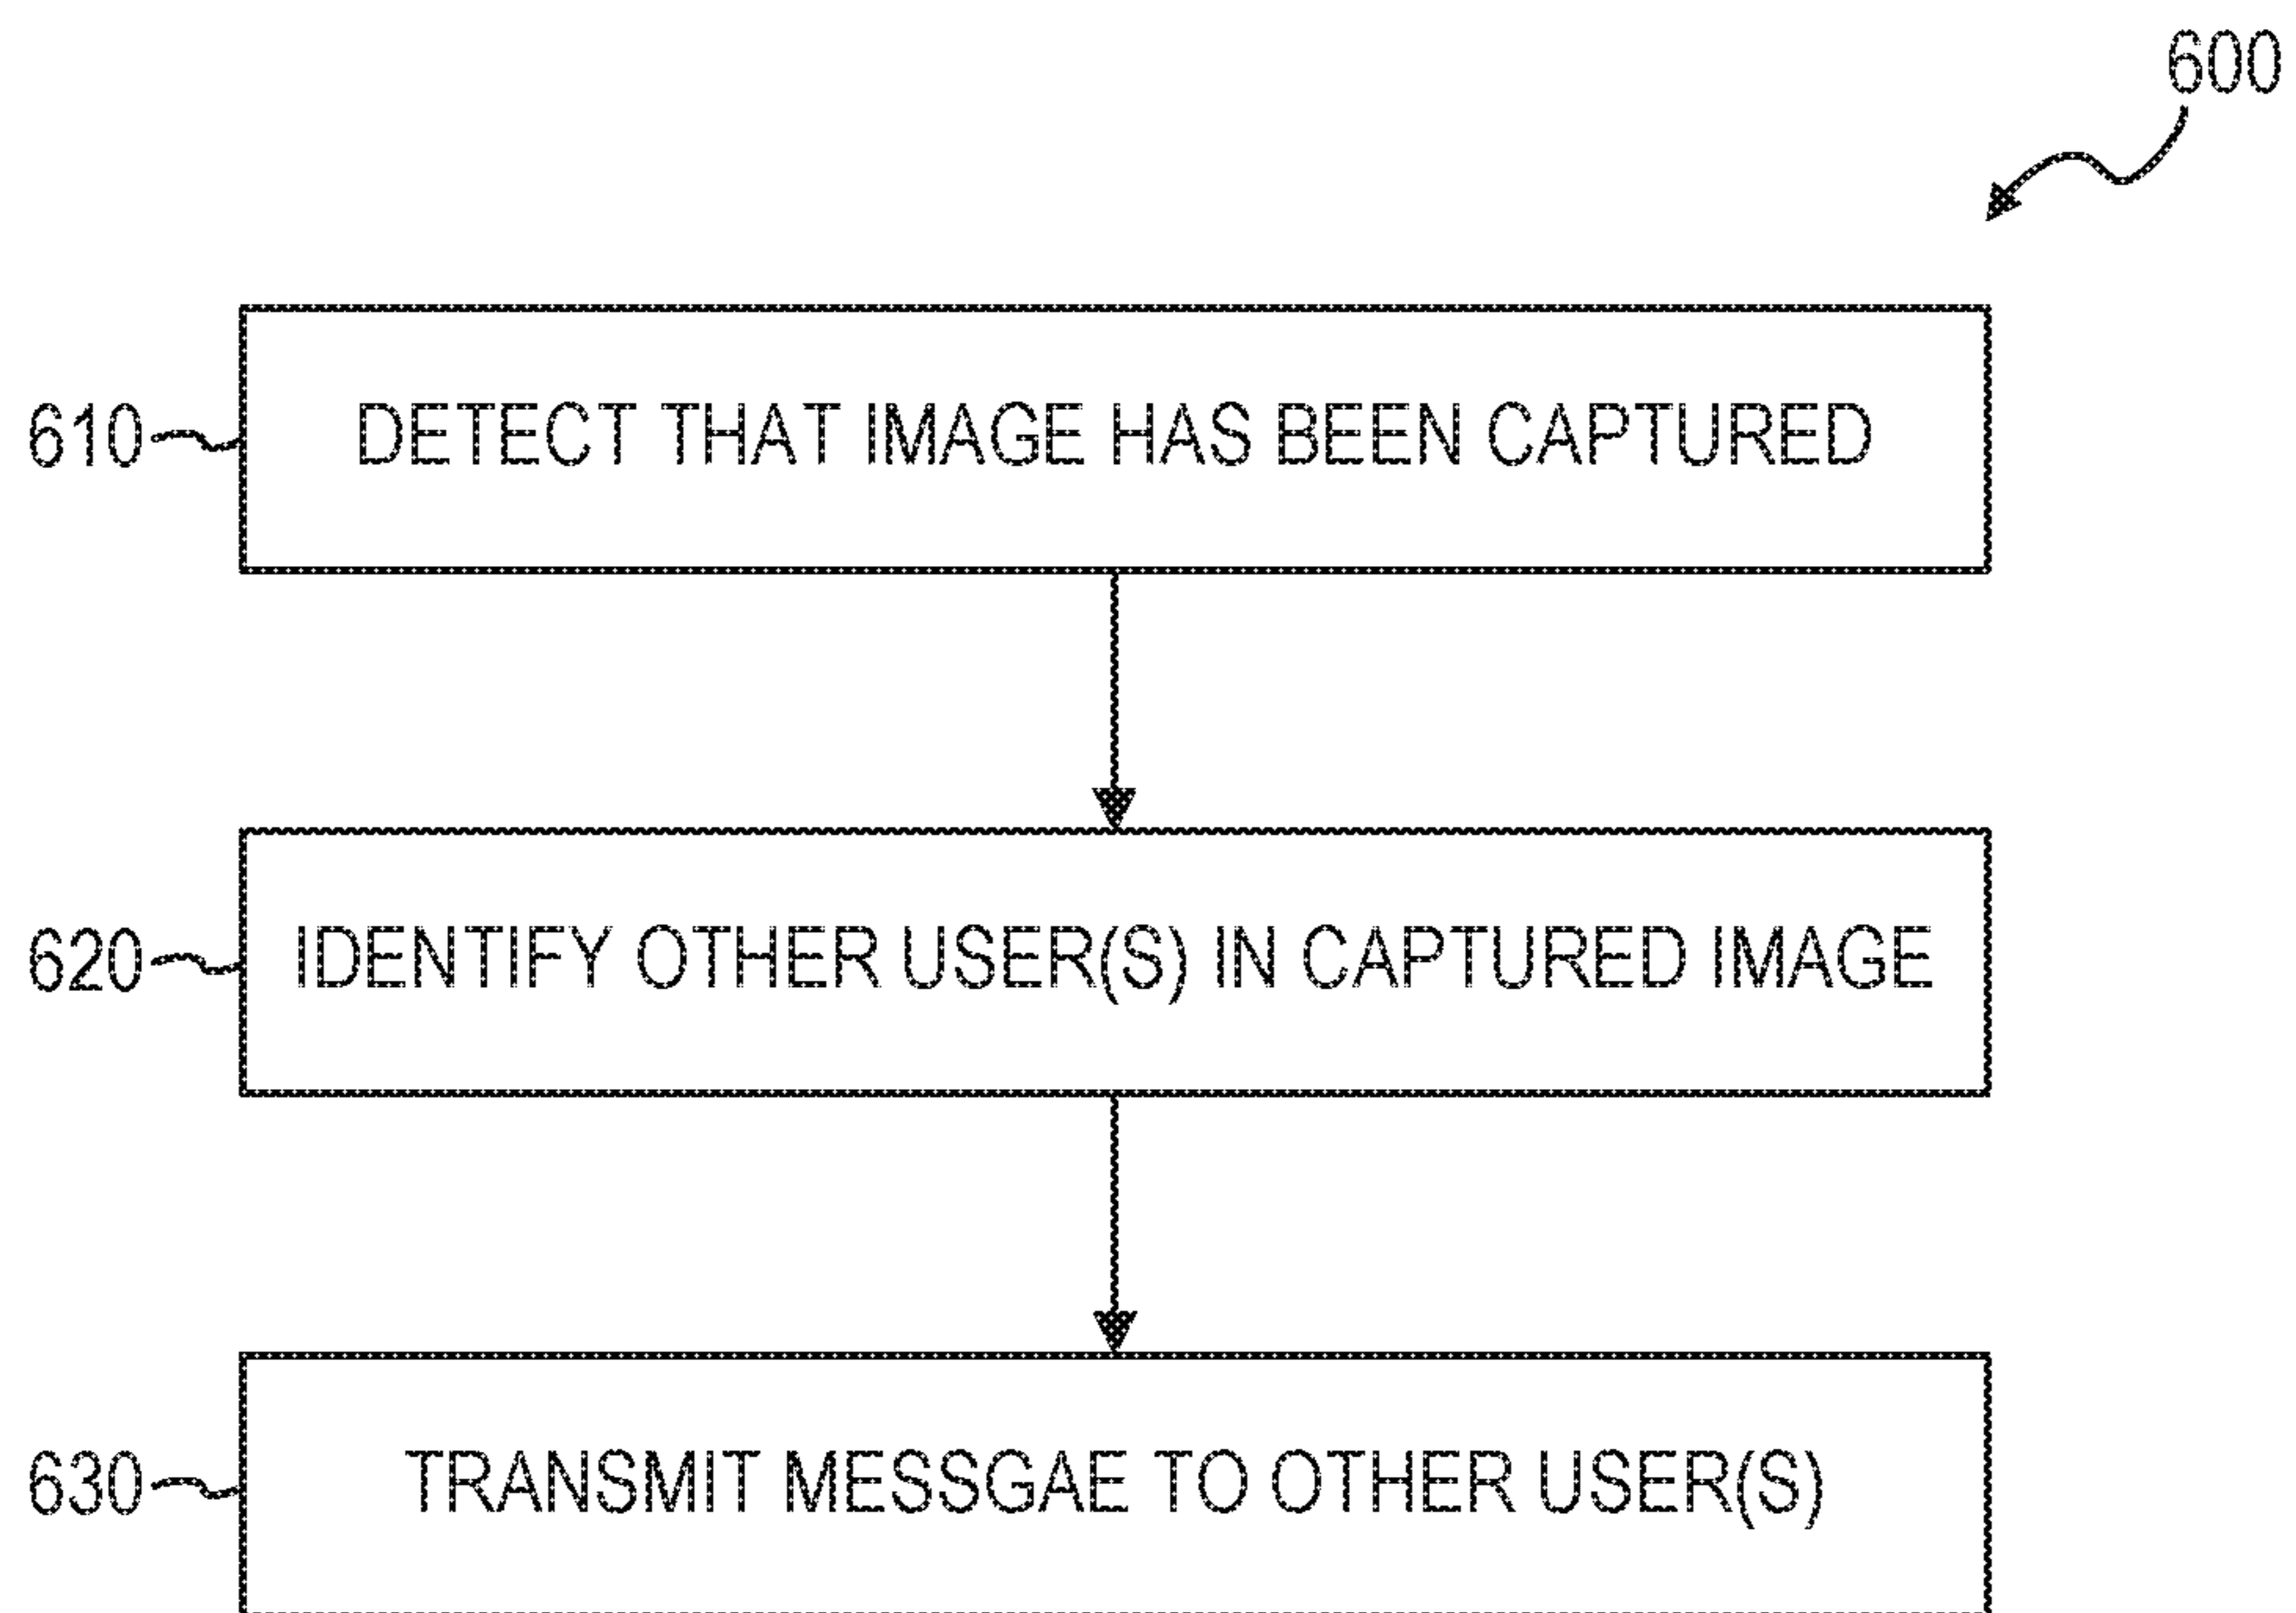 600
610 DETECT THAT IMAGE HAS BEEN CAPTURED
620 IDENTIFY OTHER USER(S) IN CAPTURED IMAGE
630 TRANSMIT MESSGAE TO OTHER USER(S)